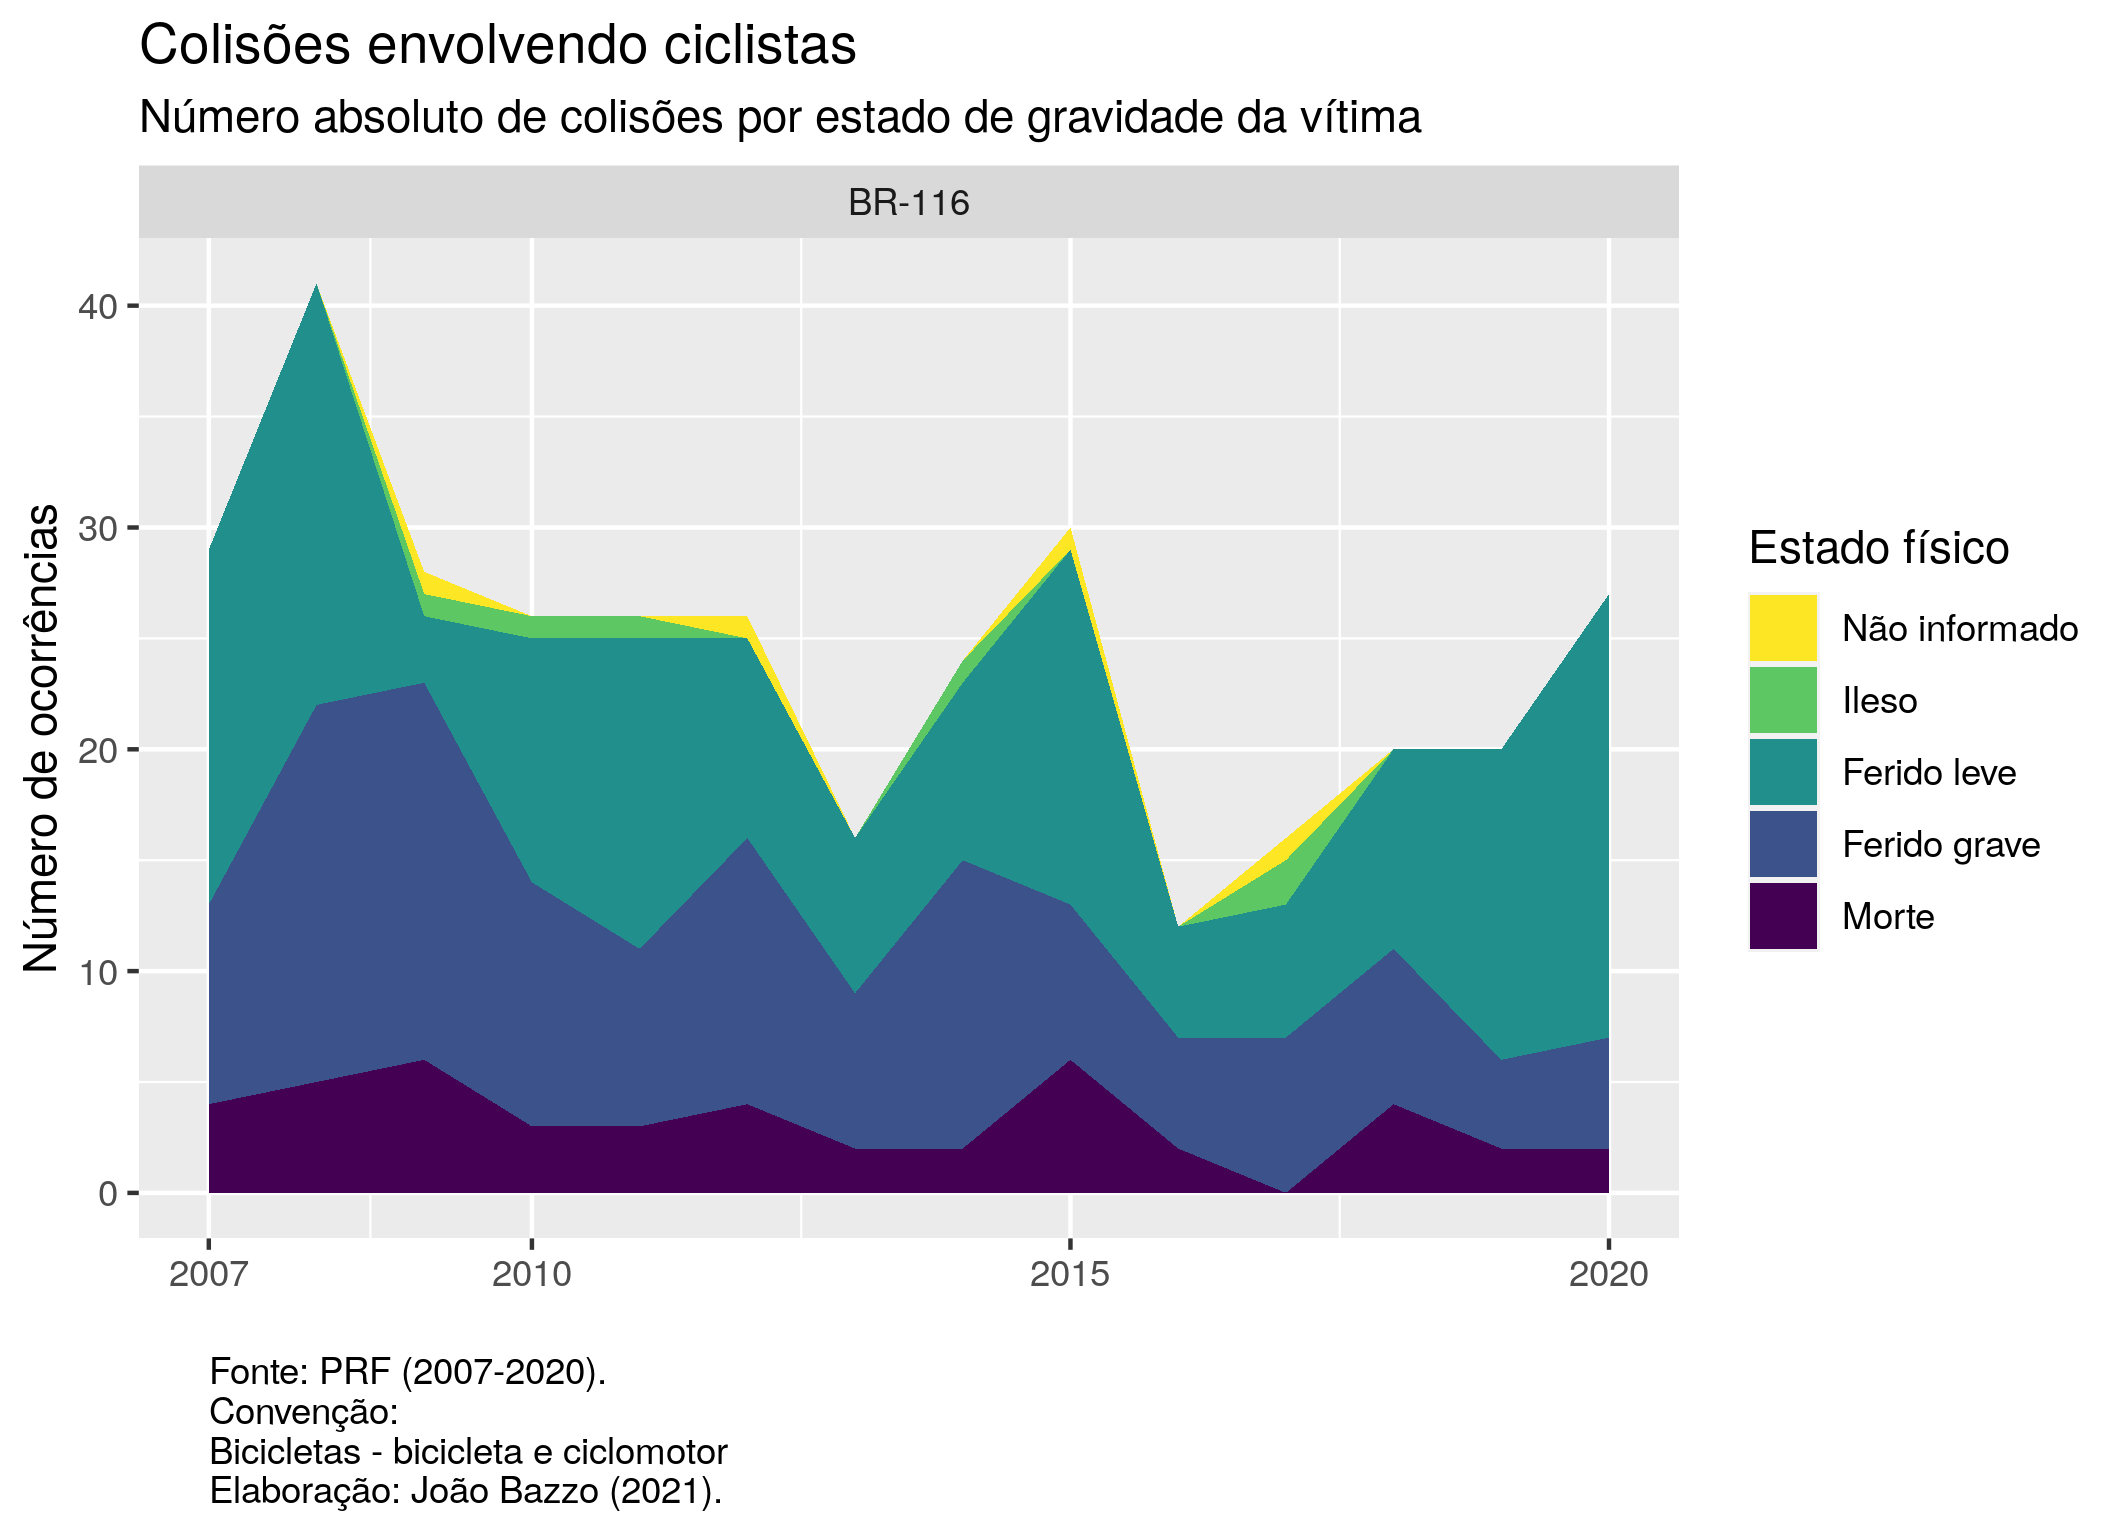 Colisões envolvendo ciclistas
Número absoluto de colisões por estado de gravidade da vítima
BR-116
Número de ocorrências
40
30
20
10
0
2007
2010
2015
2020
Estado físico
Não informado
Ileso
Ferido leve
Ferido grave
Morte
Fonte: PRF (2007-2020).
Convenção:
Bicicletas - bicicleta e ciclomotor
Elaboração: João Bazzo (2021).